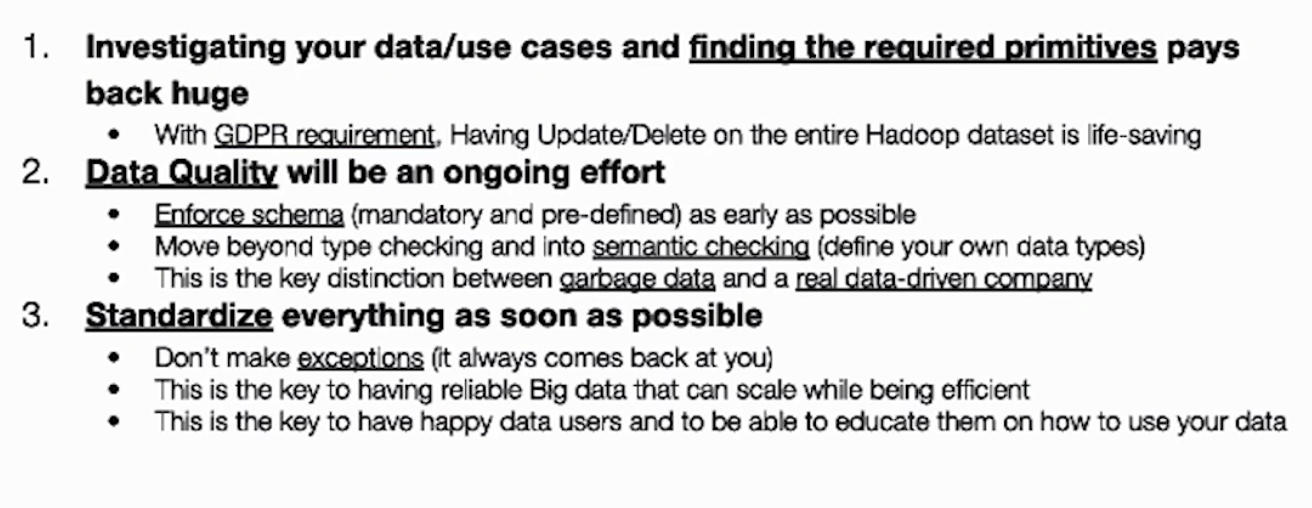 1. Investigating your data/use cases and finding the required primitives pays
back huge
• With GDPR requirement, Having Update/Delete on the entire Hadoop dataset is life-saving
2. Data Quality will be an ongoing effort
• Enforce schema (mandatory and pre-defined) as early as possible
• Move beyond type checking and into semantic checking (define your own data types)
• This is the key distinction between garbage data and a real data-driven company
3. Standardize everything as soon as possible
• Don't make exceptions (it always comes back at you)
• This is the key to having reliable Big data that can scale while being efficient
• This is the key to have happy data users and to be able to educate them on how to use your data